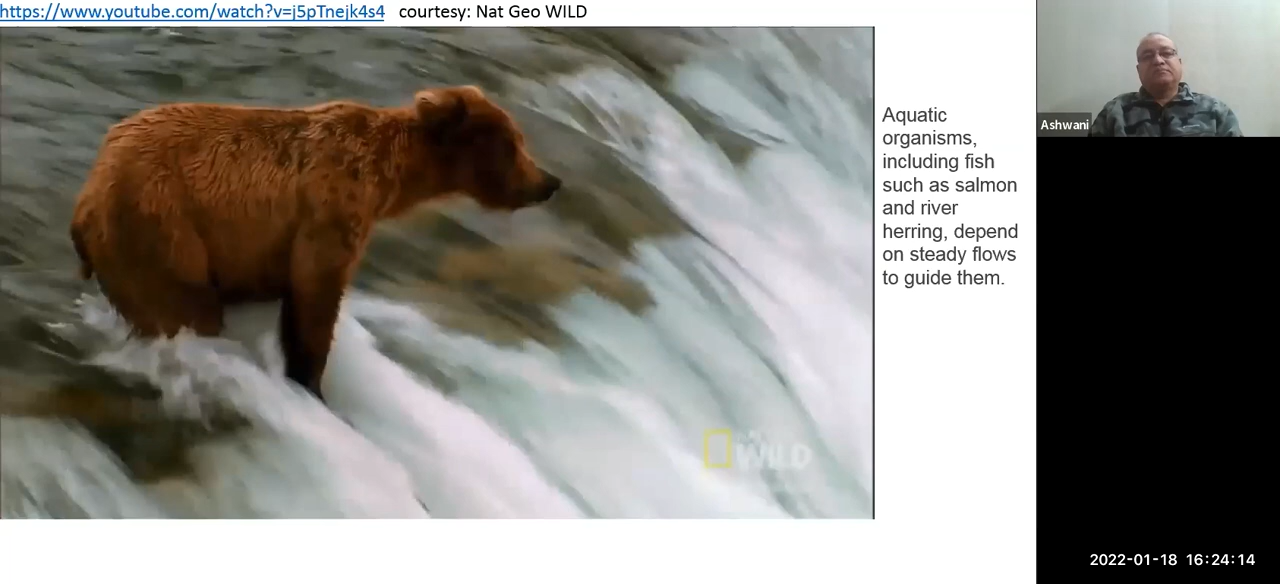 https://www.youtube.com/watch?v=j5pTnejk4s4 courtesy: Nat Geo WILD
Aquatic
organisms,
including fish
such as salmon
and river
herring, depend
on steady flows
to guide them.
WILD
Ashwani
2022-01-18 16:24:14